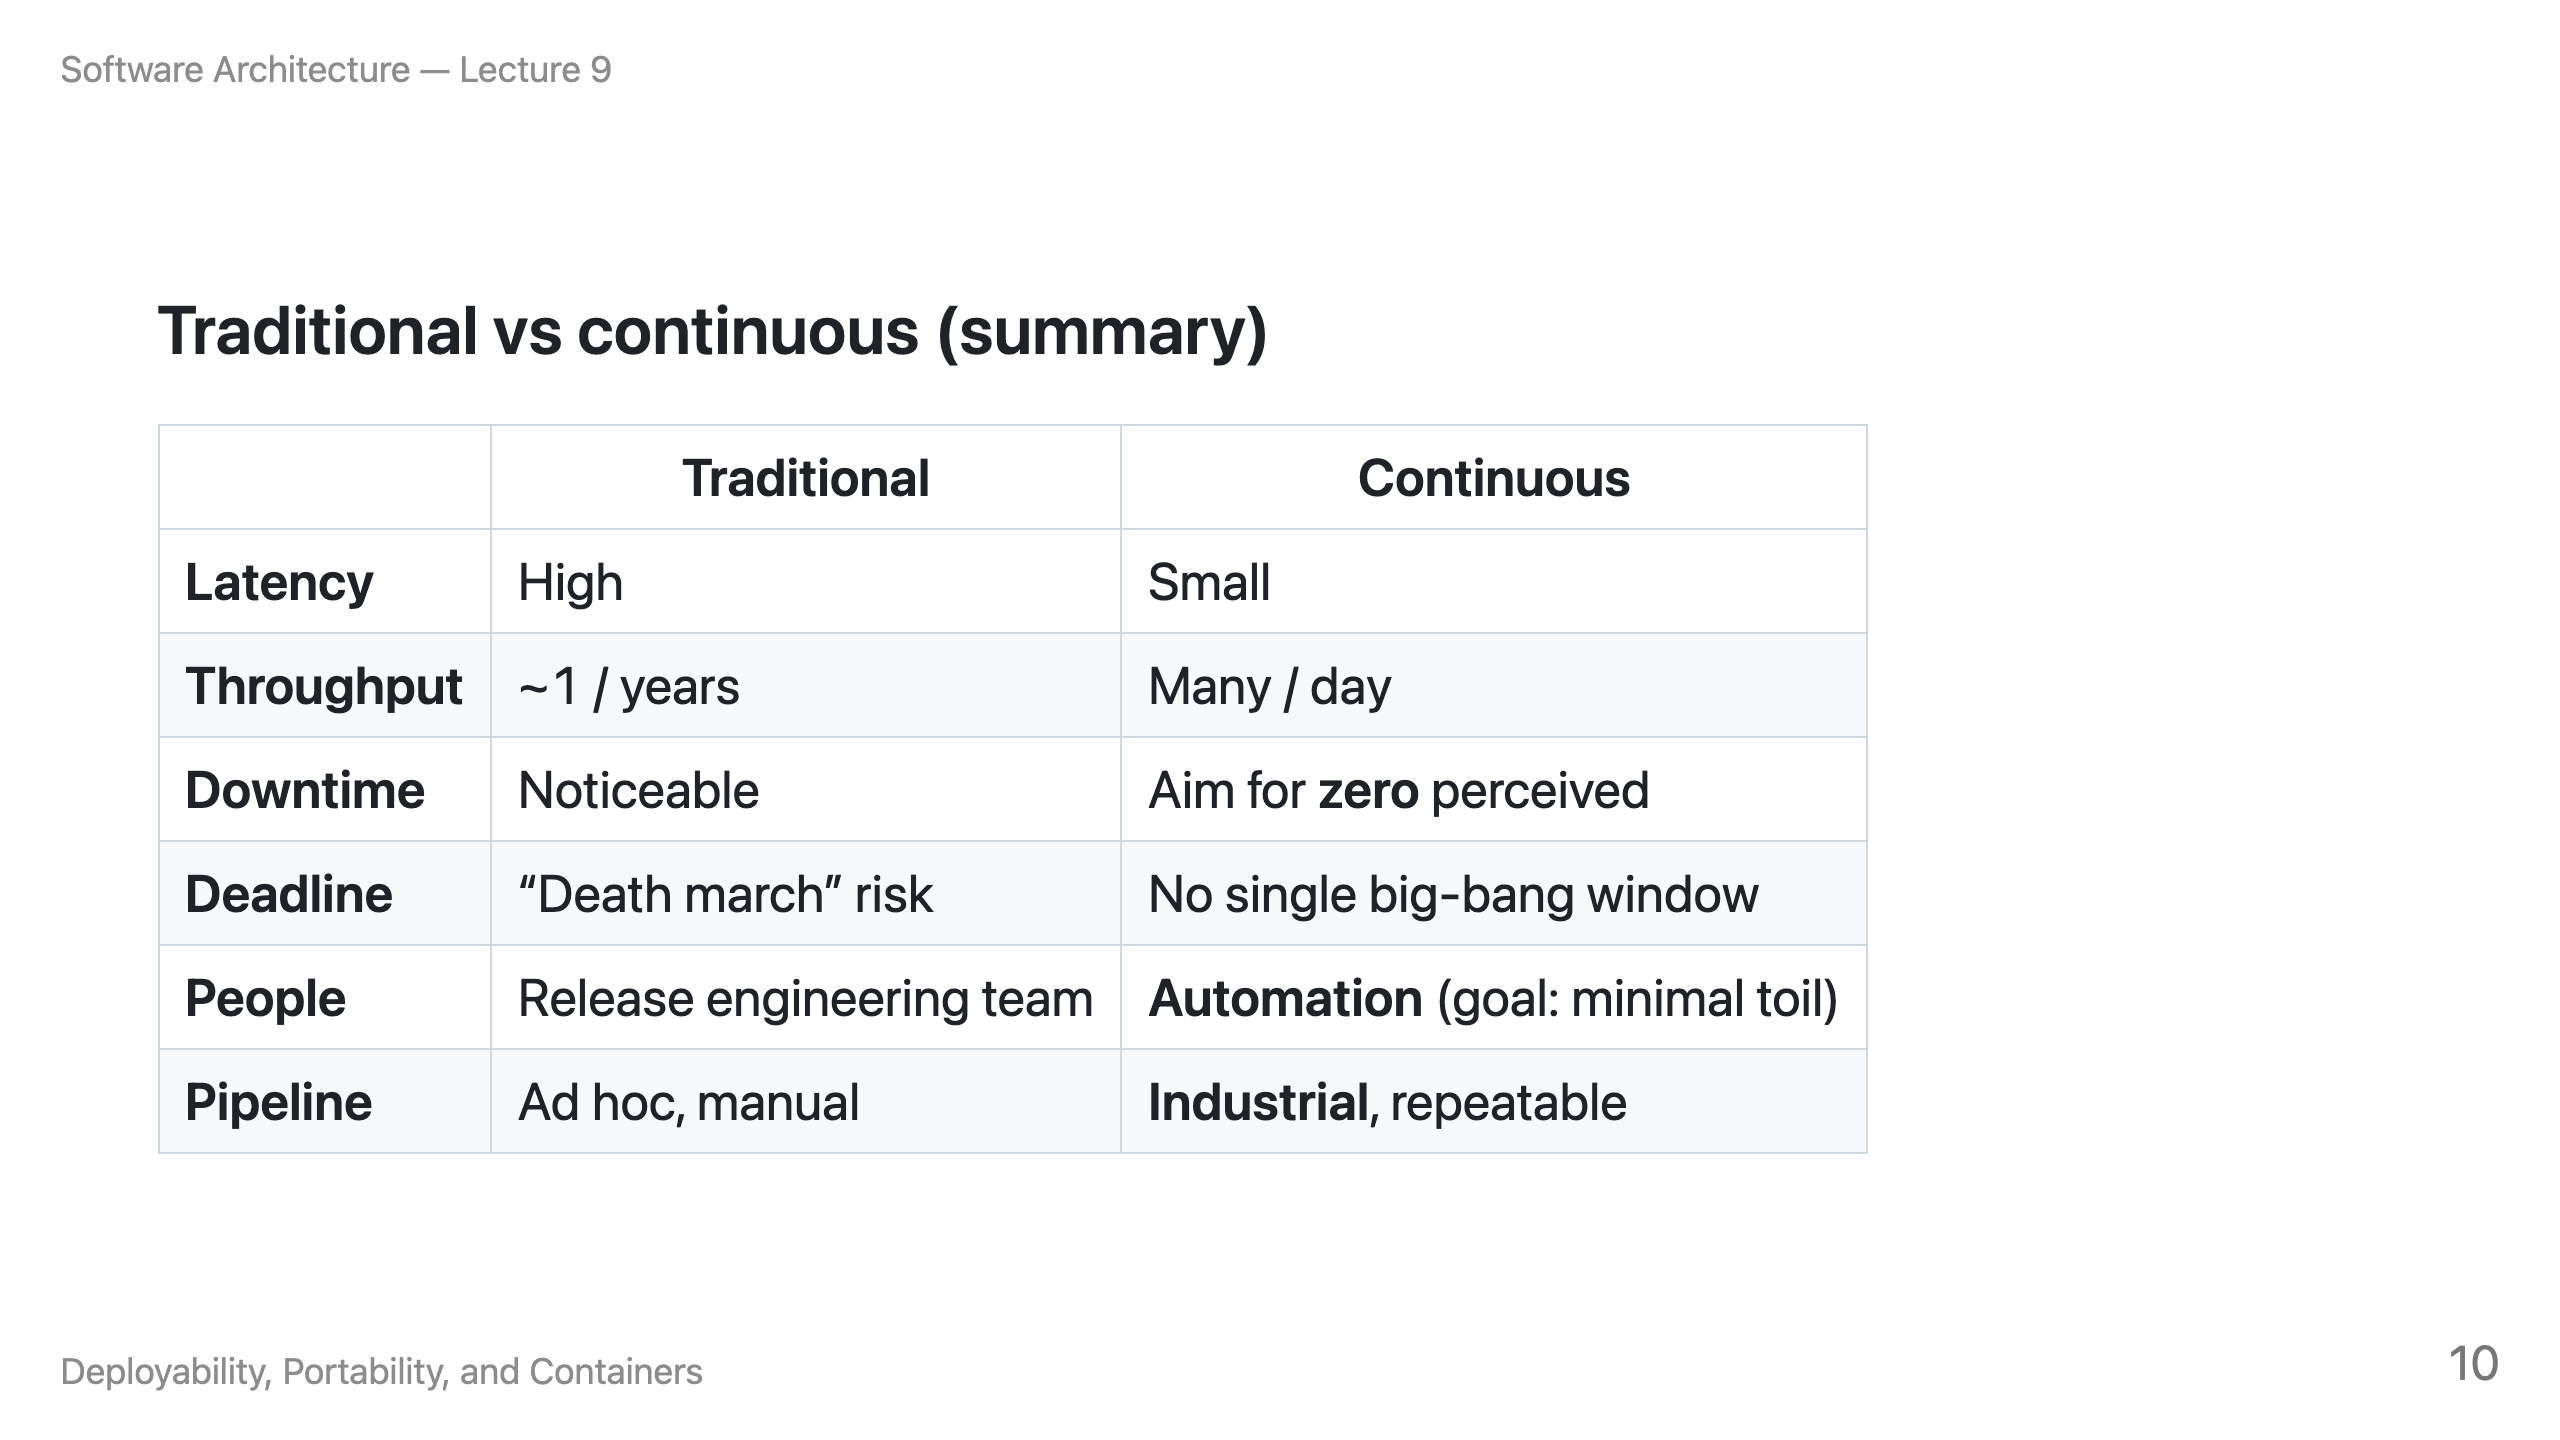 Software Architecture — Lecture 9
Traditional vs continuous (summary)
Traditional Continuous
Latency High Small
Throughput ~1 / years Many / day
Downtime Noticeable Aim for zero perceived
Deadline “Death march” risk No single big-bang window
People Release engineering team Automation (goal: minimal toil)
Pipeline Ad hoc, manual Industrial, repeatable
Deployability, Portability, and Containers 10